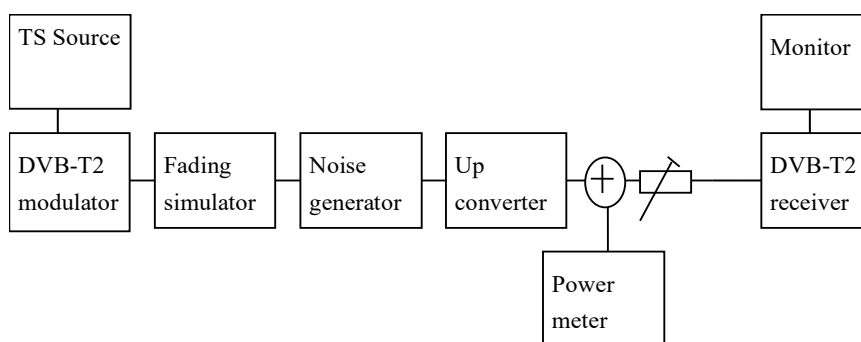 TS Source
Monitor
DVB-T2
modulator
Fading
simulator
Noise
generator
Up
converter
+
DVB-T2
receiver
Power
meter